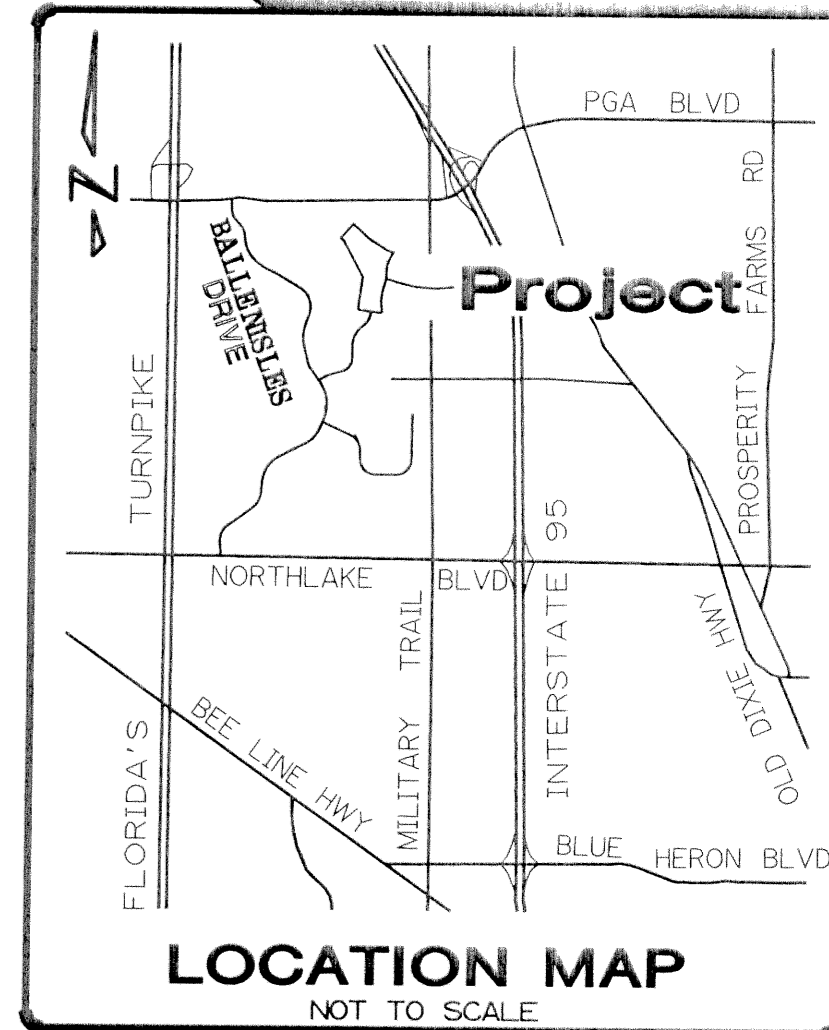 PGA BLVD
N
BALLENISLES
DRIVE
Project
FARMS RD
PROSPERITY
FLORIDA'S TURNPIKE
NORTHLAKE BLVD
MILITARY TRAIL
INTERSTATE 95
OLD DIXIE HWY
BEE LINE HWY
BLUE HERON BLVD
LOCATION MAP
NOT TO SCALE